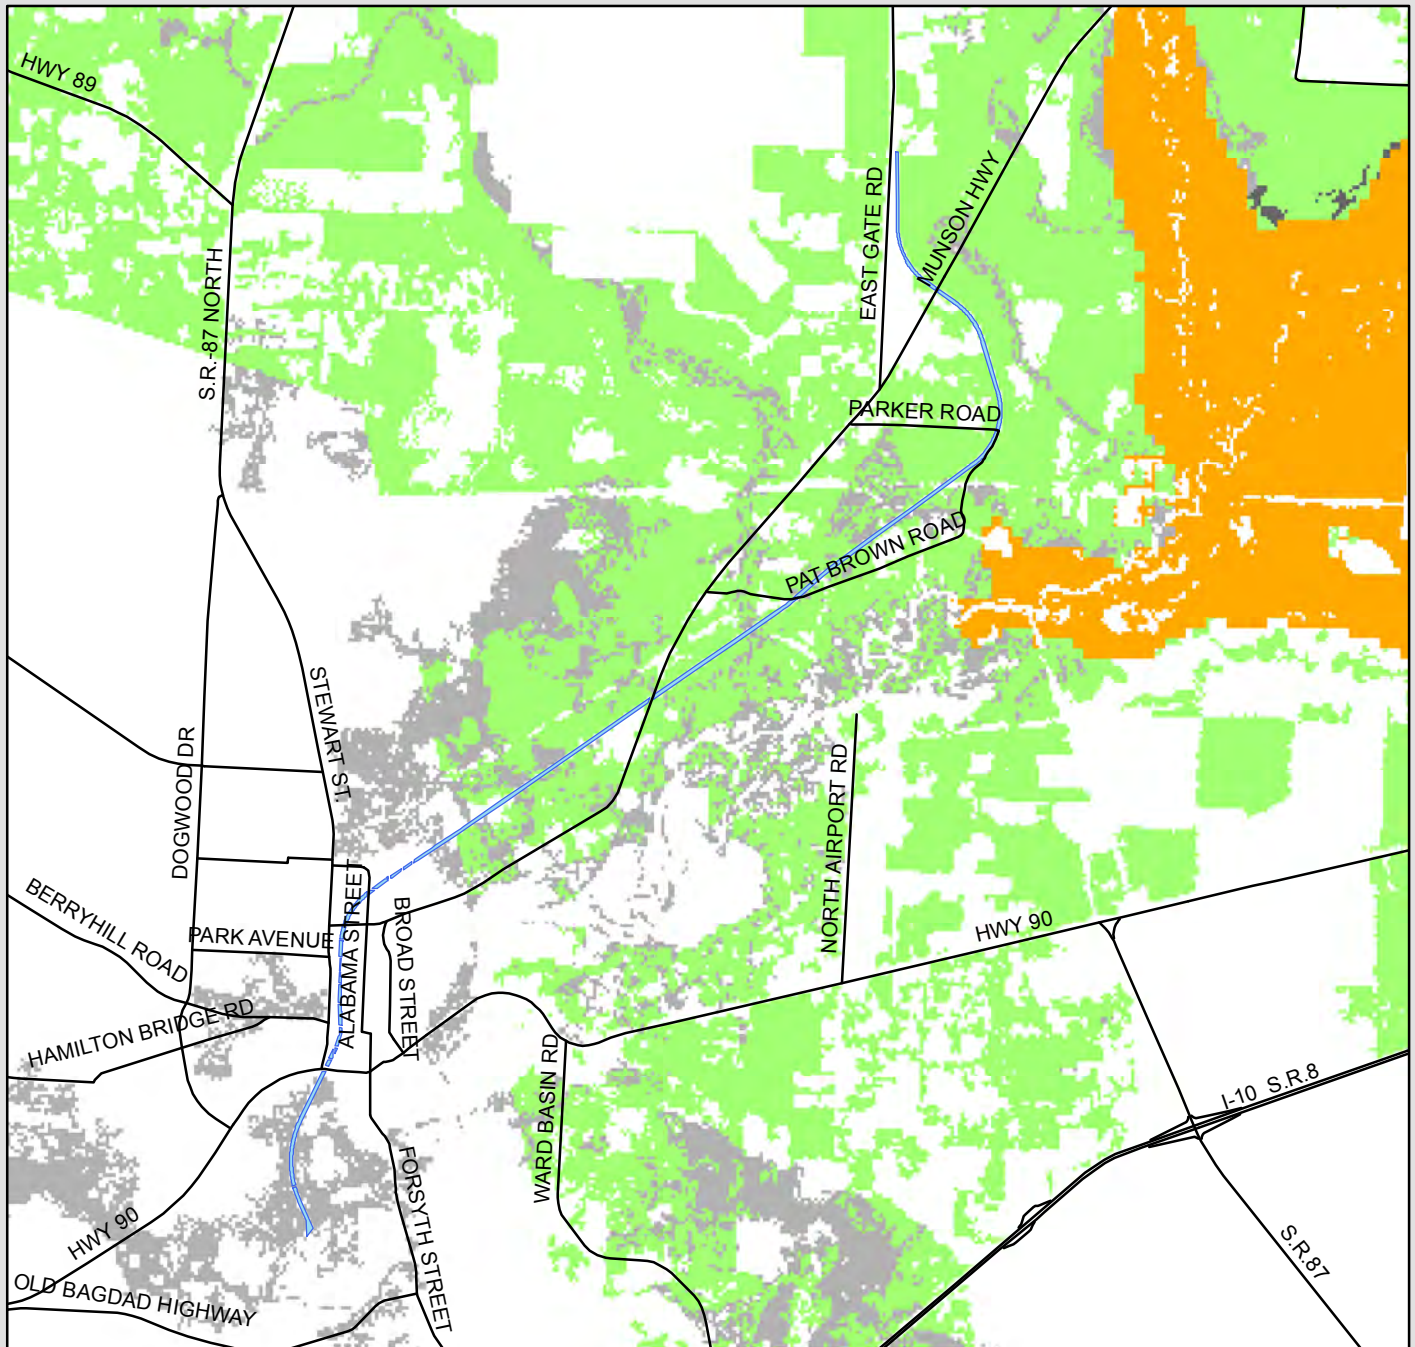 HWY 89
EAST GATE RD
MUNSON HWY
S.R.-87 NORTH
PARKER ROAD
PAT BROWN ROAD
STEWART ST.
DOGWOOD DR
NORTH AIRPORT RD
BERRYHILL ROAD
PARK AVENUE
ALABAMA STREET
BROAD STREET
HWY 90
HAMILTON BRIDGE RD
WARD BASIN RD
I-10 S.R.8
FORSYTH STREET
HWY 90
S.R.87
OLD BAGDAD HIGHWAY